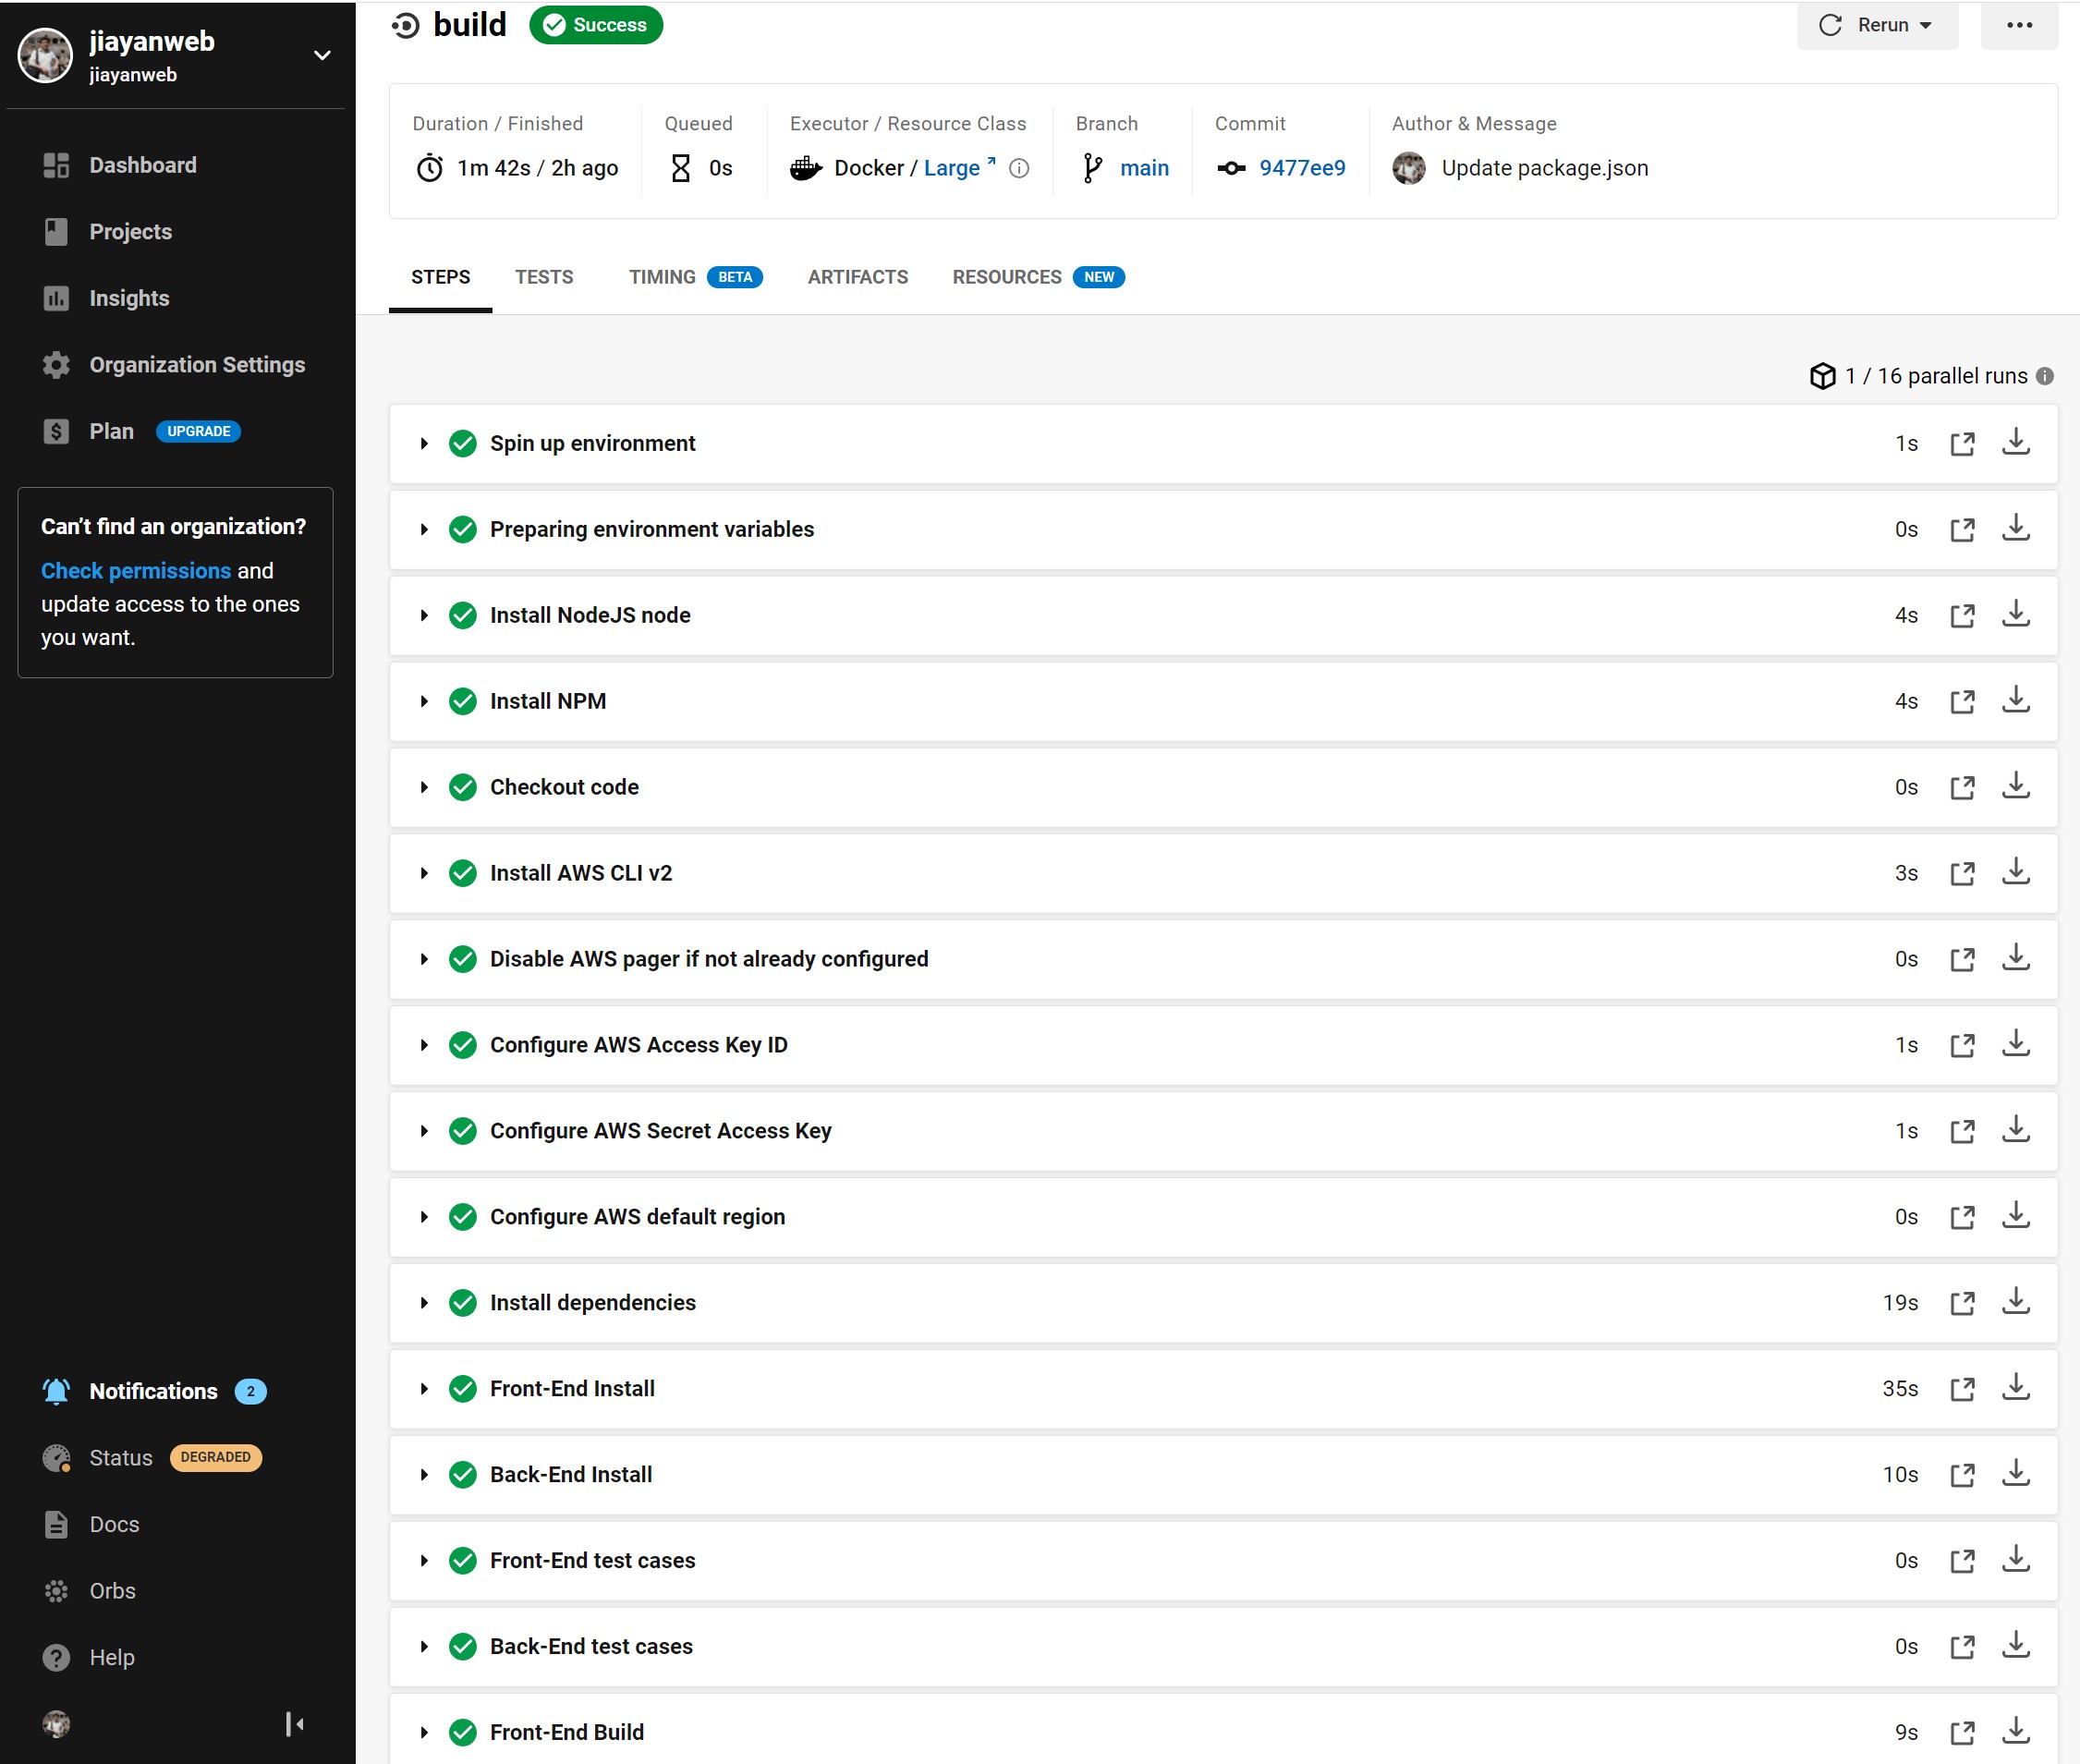 jiayanweb
jiayanweb
Dashboard
Projects
Insights
Organization Settings
Plan UPGRADE
Can’t find an organization?
Check permissions and
update access to the ones
you want.
Notifications 2
Status DEGRADED
Docs
Orbs
Help
build Success
Rerun
Duration / Finished
1m 42s / 2h ago
Queued
0s
Executor / Resource Class
Docker / Large
Branch
main
Commit
9477ee9
Author & Message
Update package.json
STEPS TESTS TIMING BETA ARTIFACTS RESOURCES NEW
1 / 16 parallel runs
Spin up environment 1s
Preparing environment variables 0s
Install NodeJS node 4s
Install NPM 4s
Checkout code 0s
Install AWS CLI v2 3s
Disable AWS pager if not already configured 0s
Configure AWS Access Key ID 1s
Configure AWS Secret Access Key 1s
Configure AWS default region 0s
Install dependencies 19s
Front-End Install 35s
Back-End Install 10s
Front-End test cases 0s
Back-End test cases 0s
Front-End Build 9s